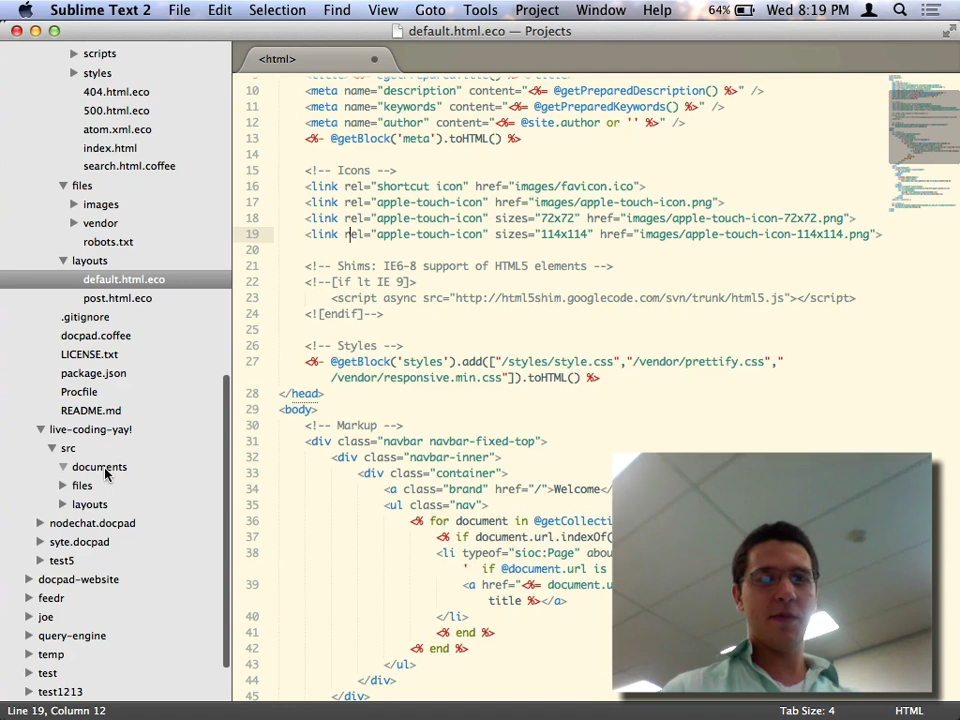 Sublime Text 2 File Edit Selection Find View Goto Tools Project Window Help 64% Wed 8:19 PM
default.html.eco — Projects
<html>
scripts
styles
404.html.eco
500.html.eco
atom.xml.eco
index.html
search.html.coffee
files
images
vendor
robots.txt
layouts
default.html.eco
post.html.eco
.gitignore
docpad.coffee
LICENSE.txt
package.json
Procfile
README.md
live-coding-yay!
src
documents
files
layouts
nodechat.docpad
syte.docpad
test5
docpad-website
feedr
joe
query-engine
temp
test
test1213
10 <meta name="description" content="<%= @getPreparedDescription() %>" />
11 <meta name="keywords" content="<%= @getPreparedKeywords() %>" />
12 <meta name="author" content="<%= @site.author or '' %>" />
13 <%- @getBlock('meta').toHTML() %>
14
15 <!-- Icons -->
16 <link rel="shortcut icon" href="images/favicon.ico">
17 <link rel="apple-touch-icon" href="images/apple-touch-icon.png">
18 <link rel="apple-touch-icon" sizes="72x72" href="images/apple-touch-icon-72x72.png">
19 <link rel="apple-touch-icon" sizes="114x114" href="images/apple-touch-icon-114x114.png">
20
21 <!-- Shims: IE6-8 support of HTML5 elements -->
22 <!--[if lt IE 9]>
23 <script async src="http://html5shim.googlecode.com/svn/trunk/html5.js"></script>
24 <![endif]-->
25
26 <!-- Styles -->
27 <%- @getBlock('styles').add(["/styles/style.css","/vendor/prettify.css","
/vendor/responsive.min.css"]).toHTML() %>
28 </head>
29 <body>
30 <!-- Markup -->
31 <div class="navbar navbar-fixed-top">
32 <div class="navbar-inner">
33 <div class="container">
34 <a class="brand" href="/">Welcome</
35 <ul class="nav">
36 <% for document in @getCollecti
37 <% if document.url.indexOf(
38 <li typeof="sioc:Page" abou
' if @document.url is
39 <a href="<%= document.u
title %></a>
40 </li>
41 <% end %>
42 <% end %>
43 </ul>
44 </div>
45 </div>
Line 19, Column 12 Tab Size: 4 HTML